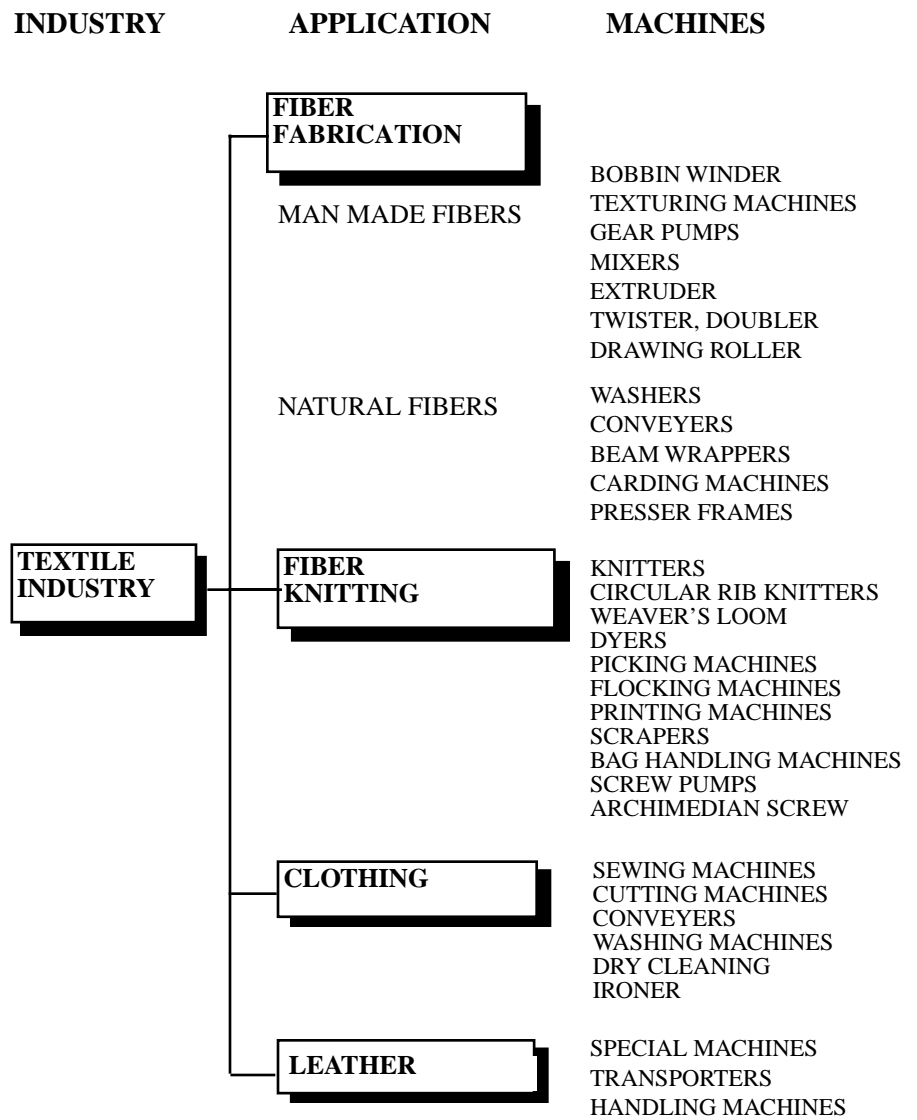 INDUSTRY APPLICATION MACHINES
FIBER
FABRICATION
MAN MADE FIBERS
BOBBIN WINDER
TEXTURING MACHINES
GEAR PUMPS
MIXERS
EXTRUDER
TWISTER, DOUBLER
DRAWING ROLLER
NATURAL FIBERS
WASHERS
CONVEYERS
BEAM WRAPPERS
CARDING MACHINES
PRESSER FRAMES
TEXTILE
INDUSTRY
FIBER
KNITTING
KNITTERS
CIRCULAR RIB KNITTERS
WEAVER'S LOOM
DYERS
PICKING MACHINES
FLOCKING MACHINES
PRINTING MACHINES
SCRAPERS
BAG HANDLING MACHINES
SCREW PUMPS
ARCHIMEDIAN SCREW
CLOTHING
SEWING MACHINES
CUTTING MACHINES
CONVEYERS
WASHING MACHINES
DRY CLEANING
IRONER
LEATHER
SPECIAL MACHINES
TRANSPORTERS
HANDLING MACHINES